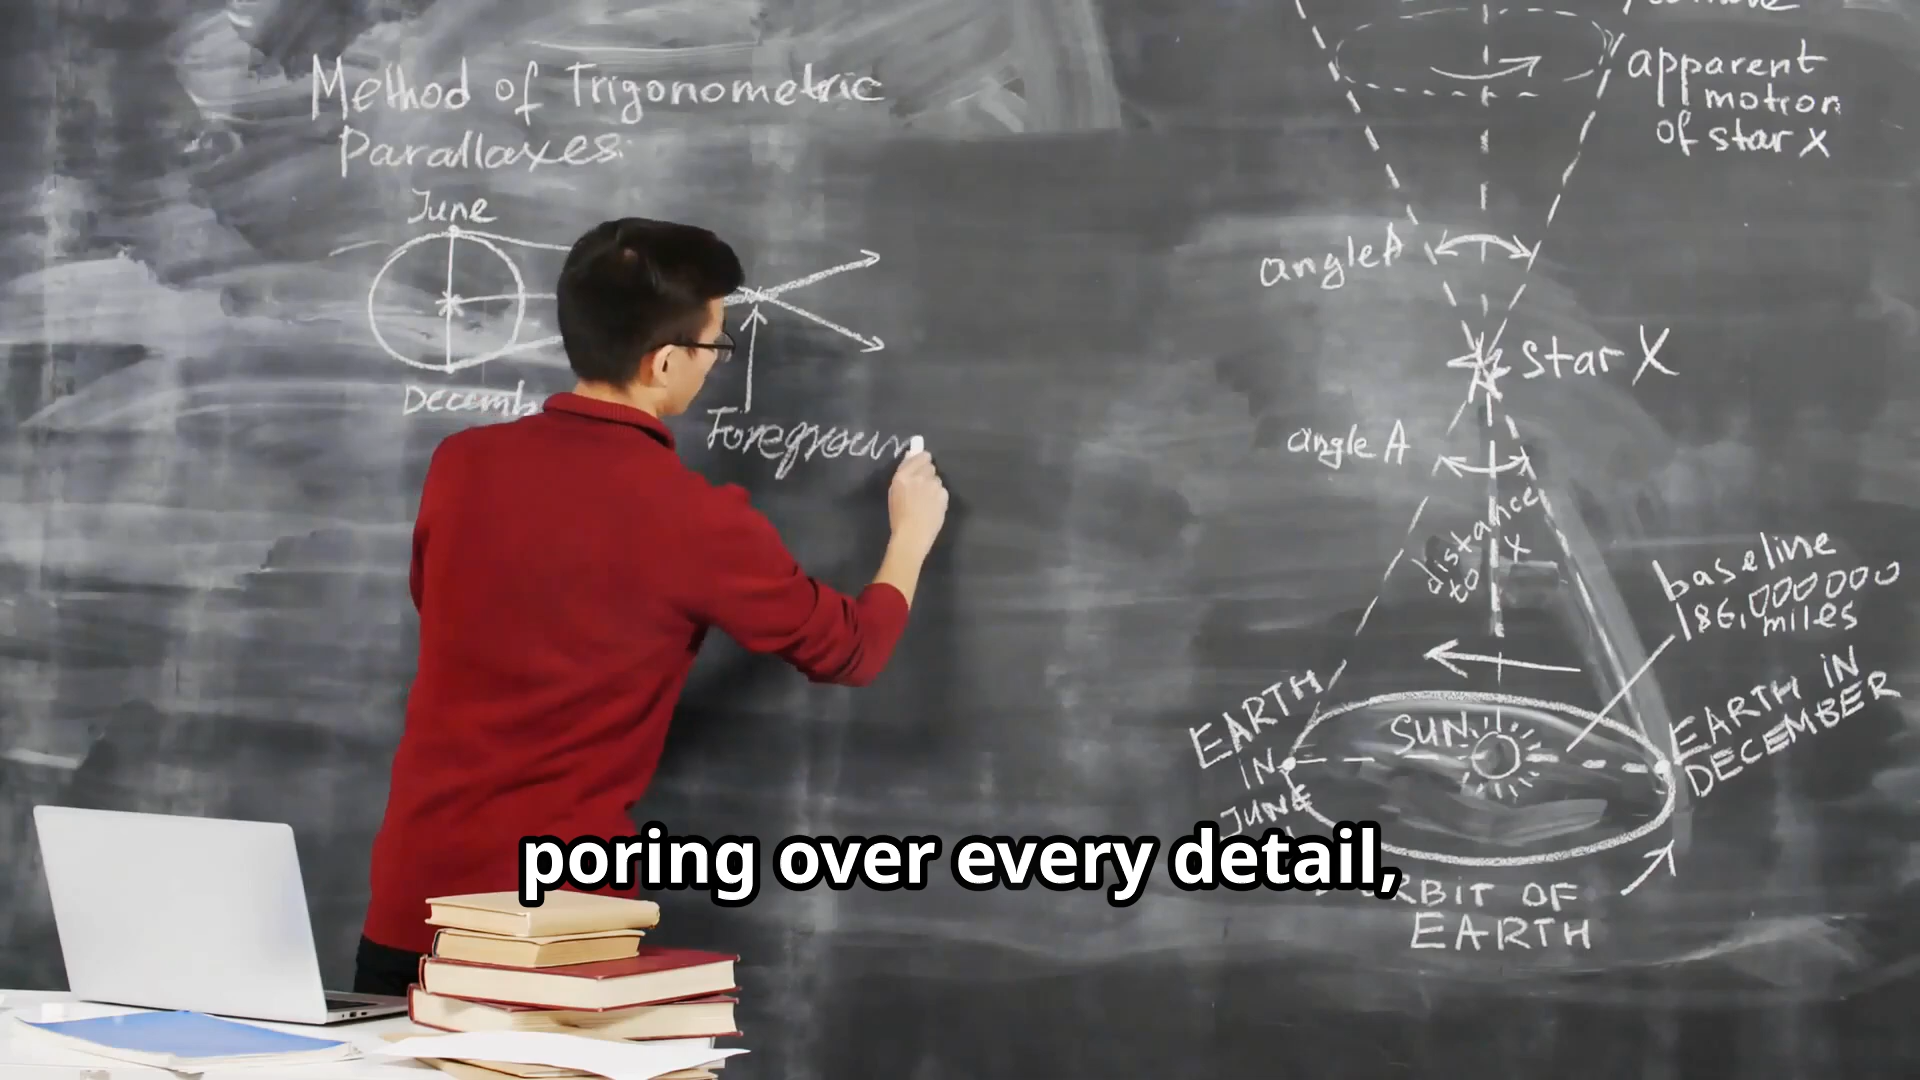 Method of Trigonometric
Parallaxes:
June
Decemb
Foregroun
apparent
motion
of star X
angle A
star X
angle A
distance
to X
baseline
186,000000
miles
EARTH
IN
JUNE
SUN
EARTH IN
DECEMBER
RBIT OF
EARTH
poring over every detail,